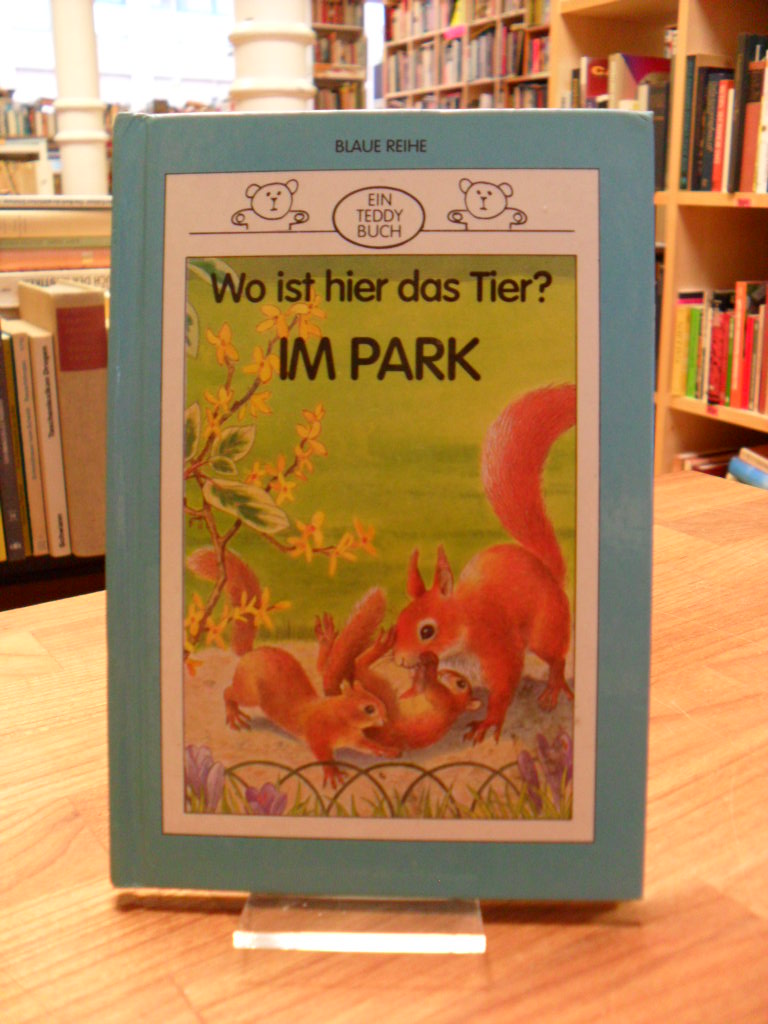 BLAUE REIHE
EIN
TEDDY
BUCH
Wo ist hier das Tier?
IM PARK